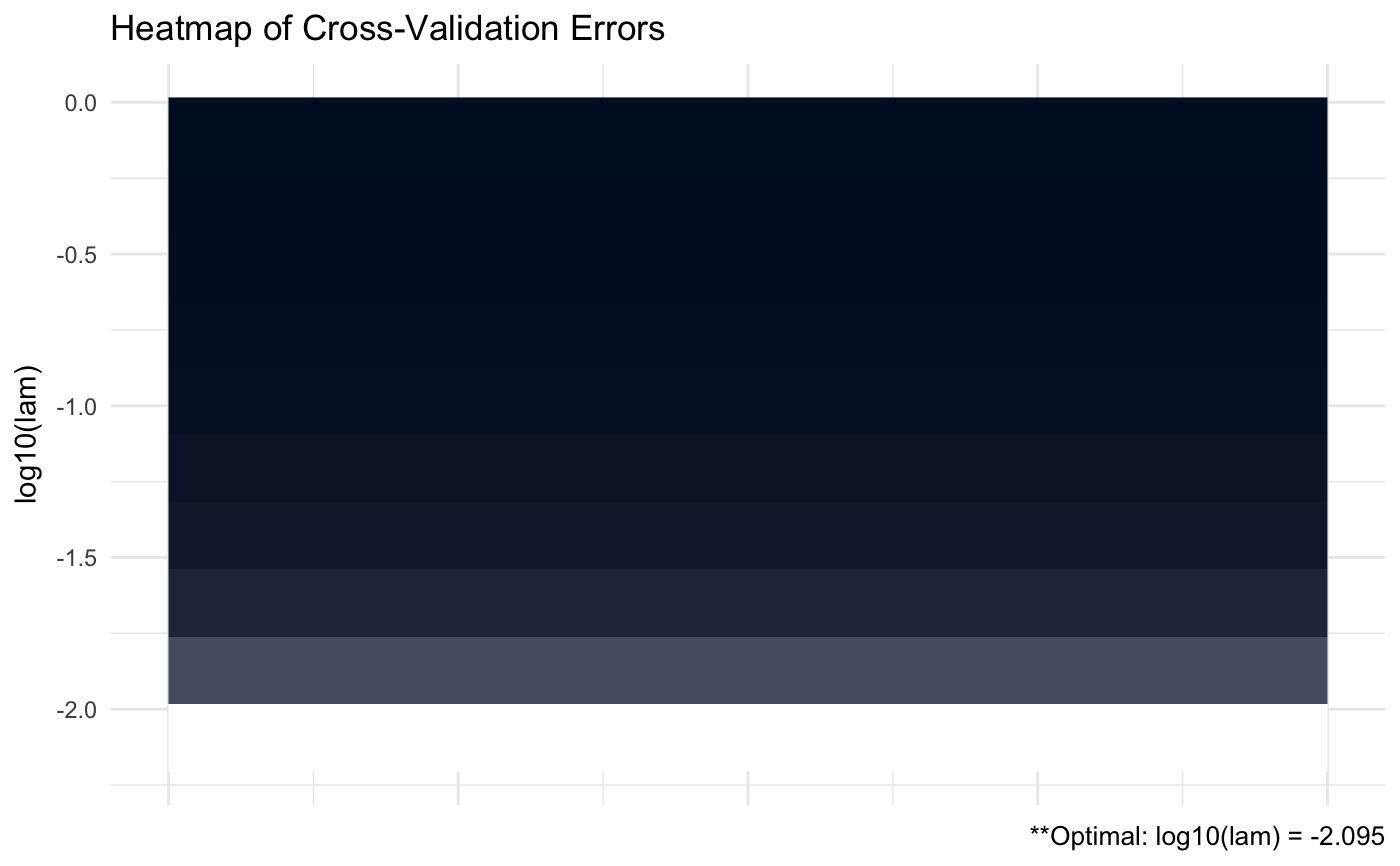 Heatmap of Cross-Validation Errors
0.0
-0.5
-1.0
-1.5
-2.0
log10(lam)
**Optimal: log10(lam) = -2.095